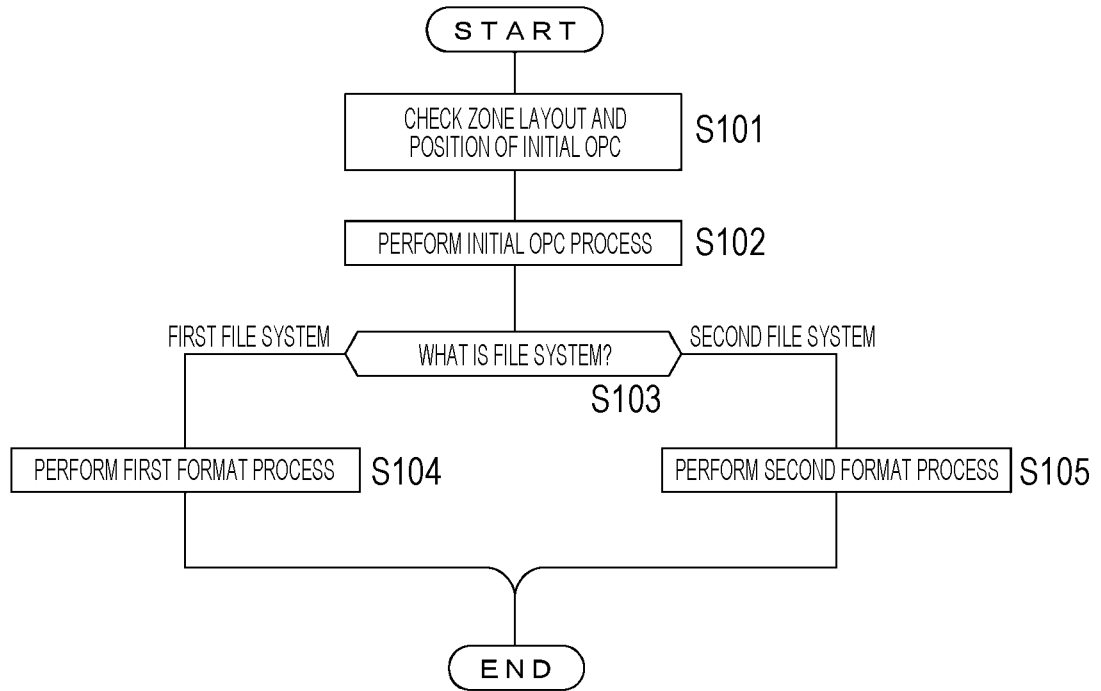 START
CHECK ZONE LAYOUT AND
POSITION OF INITIAL OPC
S101
PERFORM INITIAL OPC PROCESS
S102
FIRST FILE SYSTEM
WHAT IS FILE SYSTEM?
SECOND FILE SYSTEM
S103
PERFORM FIRST FORMAT PROCESS
S104
PERFORM SECOND FORMAT PROCESS
S105
END